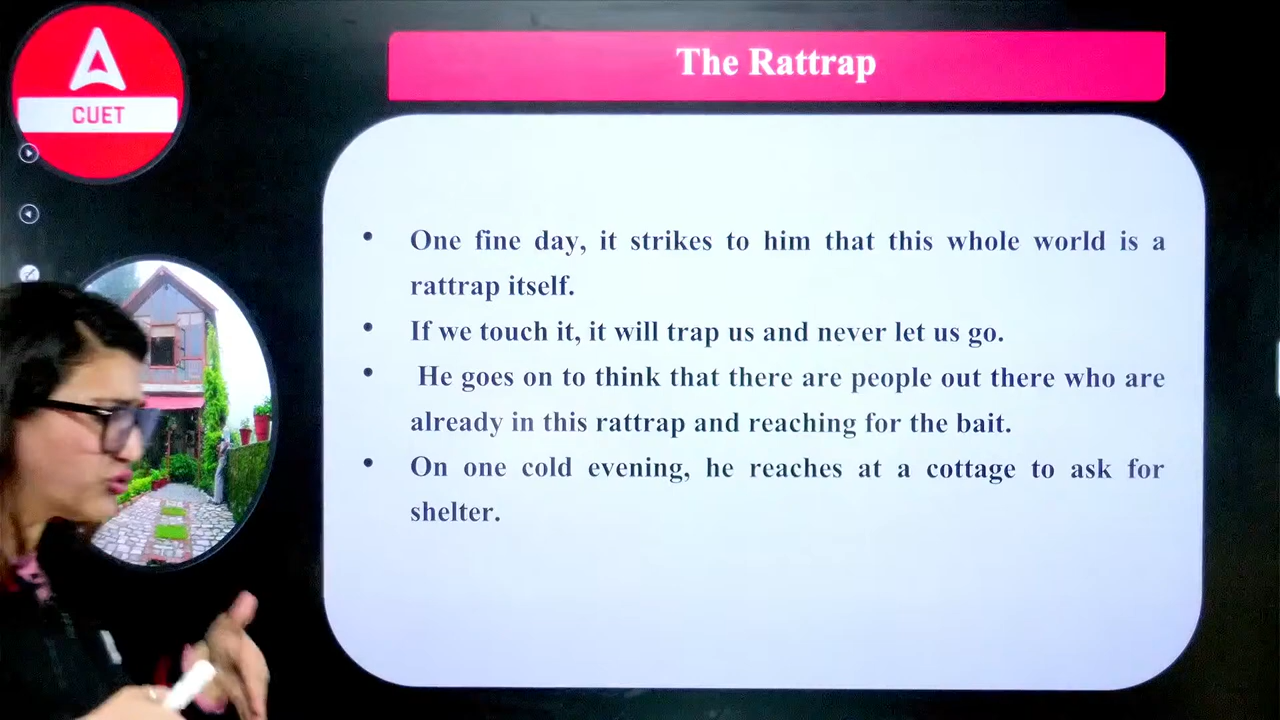 CUET
The Rattrap
• One fine day, it strikes to him that this whole world is a
rattrap itself.
• If we touch it, it will trap us and never let us go.
• He goes on to think that there are people out there who are
already in this rattrap and reaching for the bait.
• On one cold evening, he reaches at a cottage to ask for
shelter.